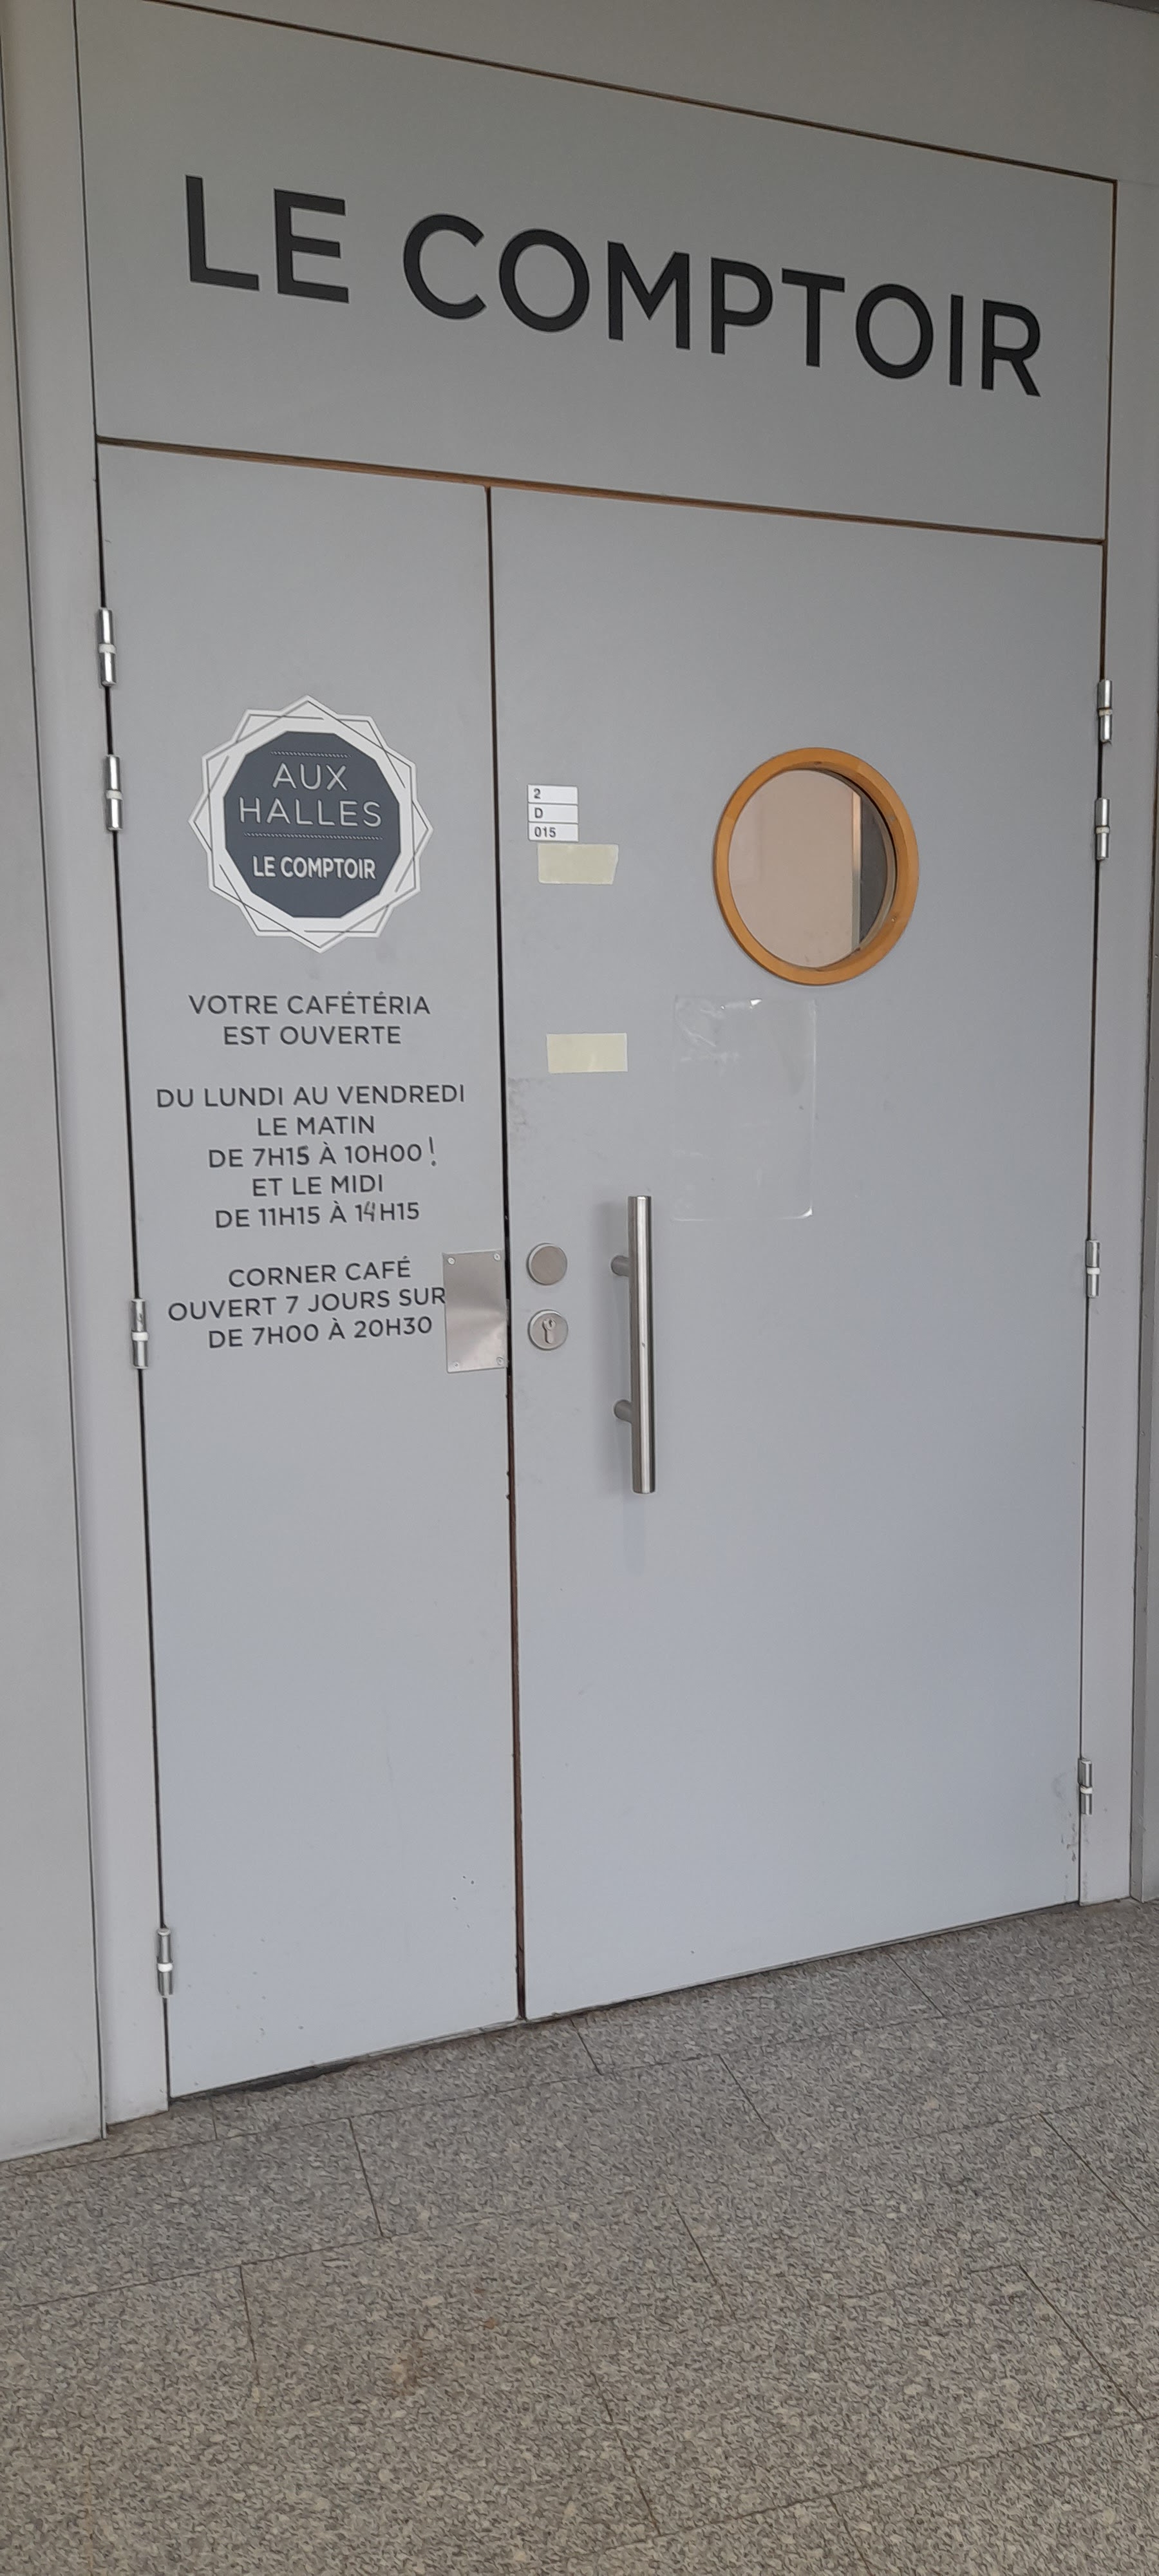 LE COMPTOIR
AUX
HALLES
LE COMPTOIR
VOTRE CAFÉTÉRIA
EST OUVERTE
DU LUNDI AU VENDREDI
LE MATIN
DE 7H15 À 10H00 !
ET LE MIDI
DE 11H15 À 14H15
CORNER CAFÉ
OUVERT 7 JOURS SUR
DE 7H00 À 20H30
2
D
015